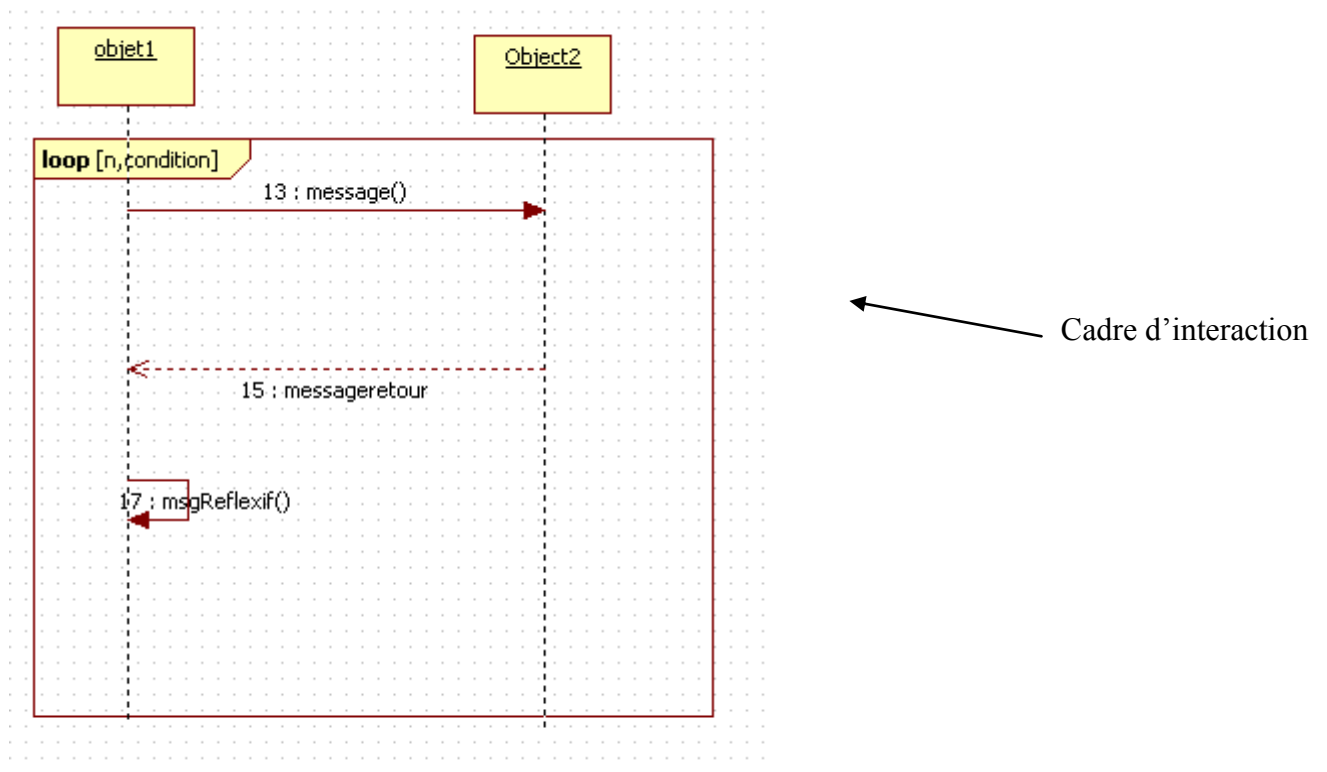 objet1
Object2
loop [n,condition]
13 : message()
Cadre d’interaction
15 : messageretour
17 : msgReflexif()